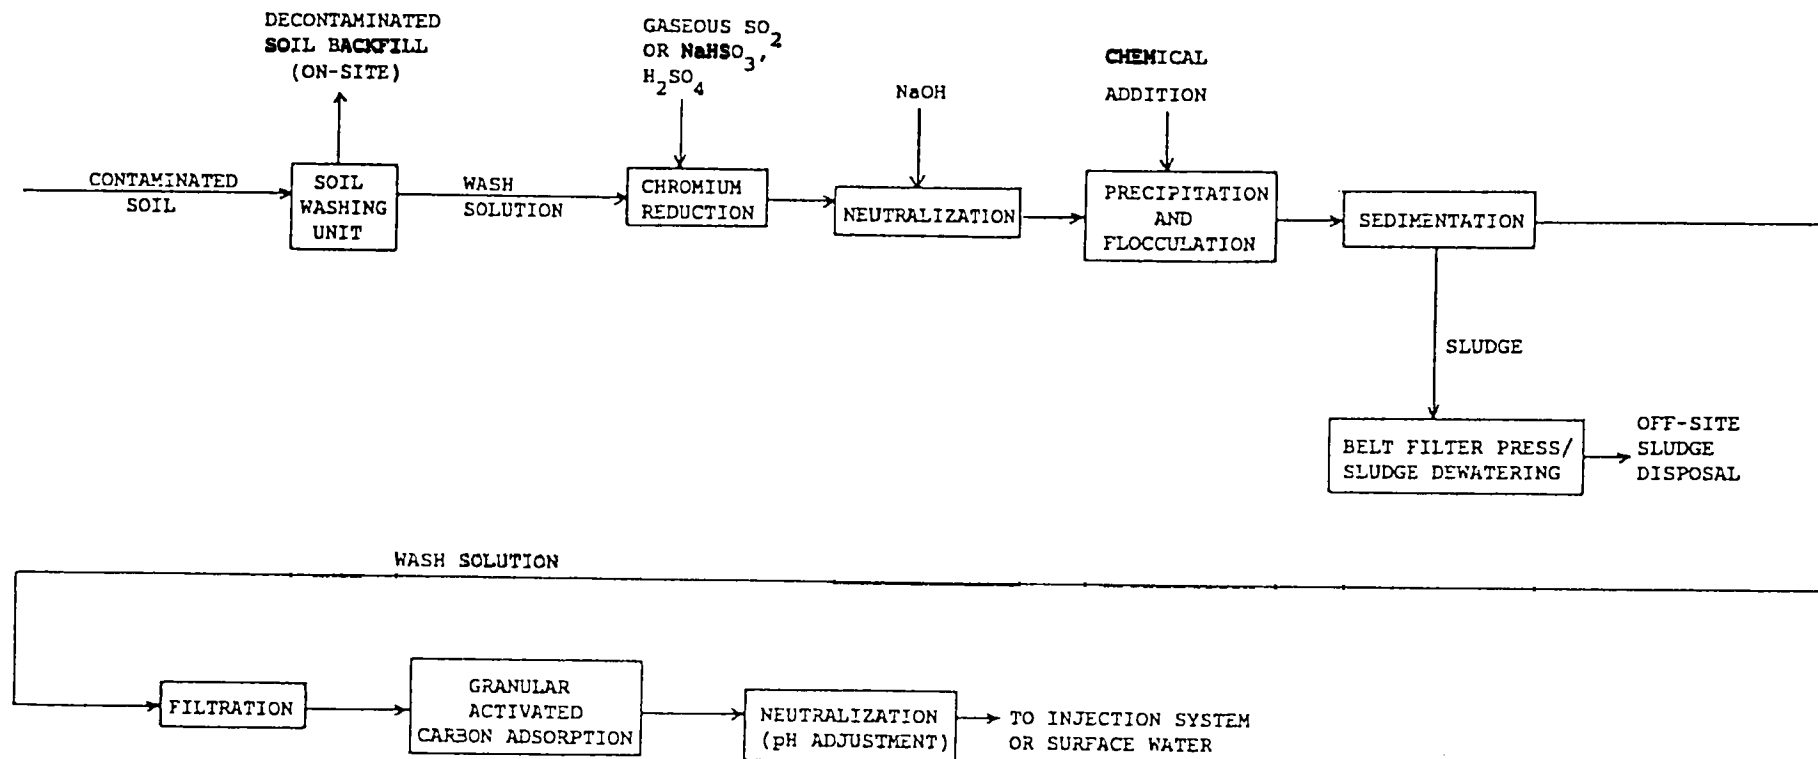 DECONTAMINATED
SOIL BACKFILL
(ON-SITE)
GASEOUS SO2
OR NaHSO3,
H2SO4
NaOH
CHEMICAL
ADDITION
CONTAMINATED
SOIL
SOIL
WASHING
UNIT
WASH
SOLUTION
CHROMIUM
REDUCTION
NEUTRALIZATION
PRECIPITATION
AND
FLOCCULATION
SEDIMENTATION
SLUDGE
BELT FILTER PRESS/
SLUDGE DEWATERING
OFF-SITE
SLUDGE
DISPOSAL
WASH SOLUTION
FILTRATION
GRANULAR
ACTIVATED
CARBON ADSORPTION
NEUTRALIZATION
(pH ADJUSTMENT)
TO INJECTION SYSTEM
OR SURFACE WATER